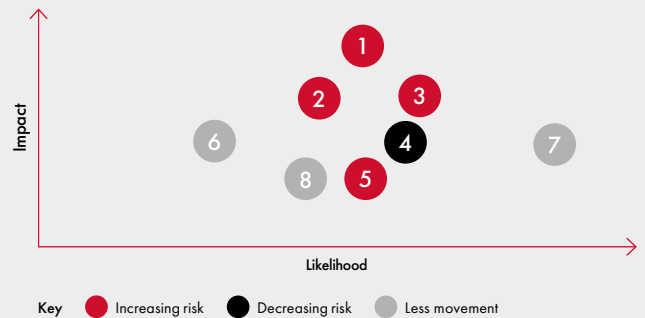 Impact
1
2
3
4
5
6
7
8
Likelihood
Key Increasing risk Decreasing risk Less movement